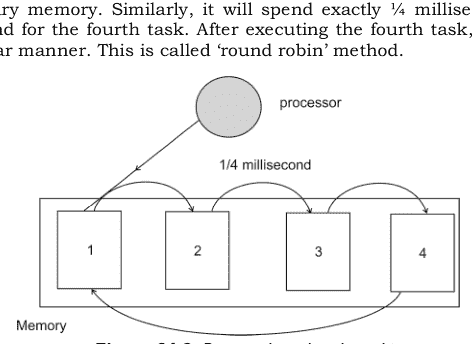 ry memory. Similarly, it will spend exactly ¼ millise
nd for the fourth task. After executing the fourth task,
ar manner. This is called ‘round robin’ method.
processor
1/4 millisecond
1
2
3
4
Memory